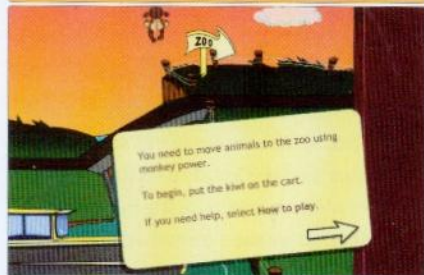 ZOO
You need to move animals to the zoo using
monkey power.
To begin, put the kiwi on the cart.
If you need help, select How to play.